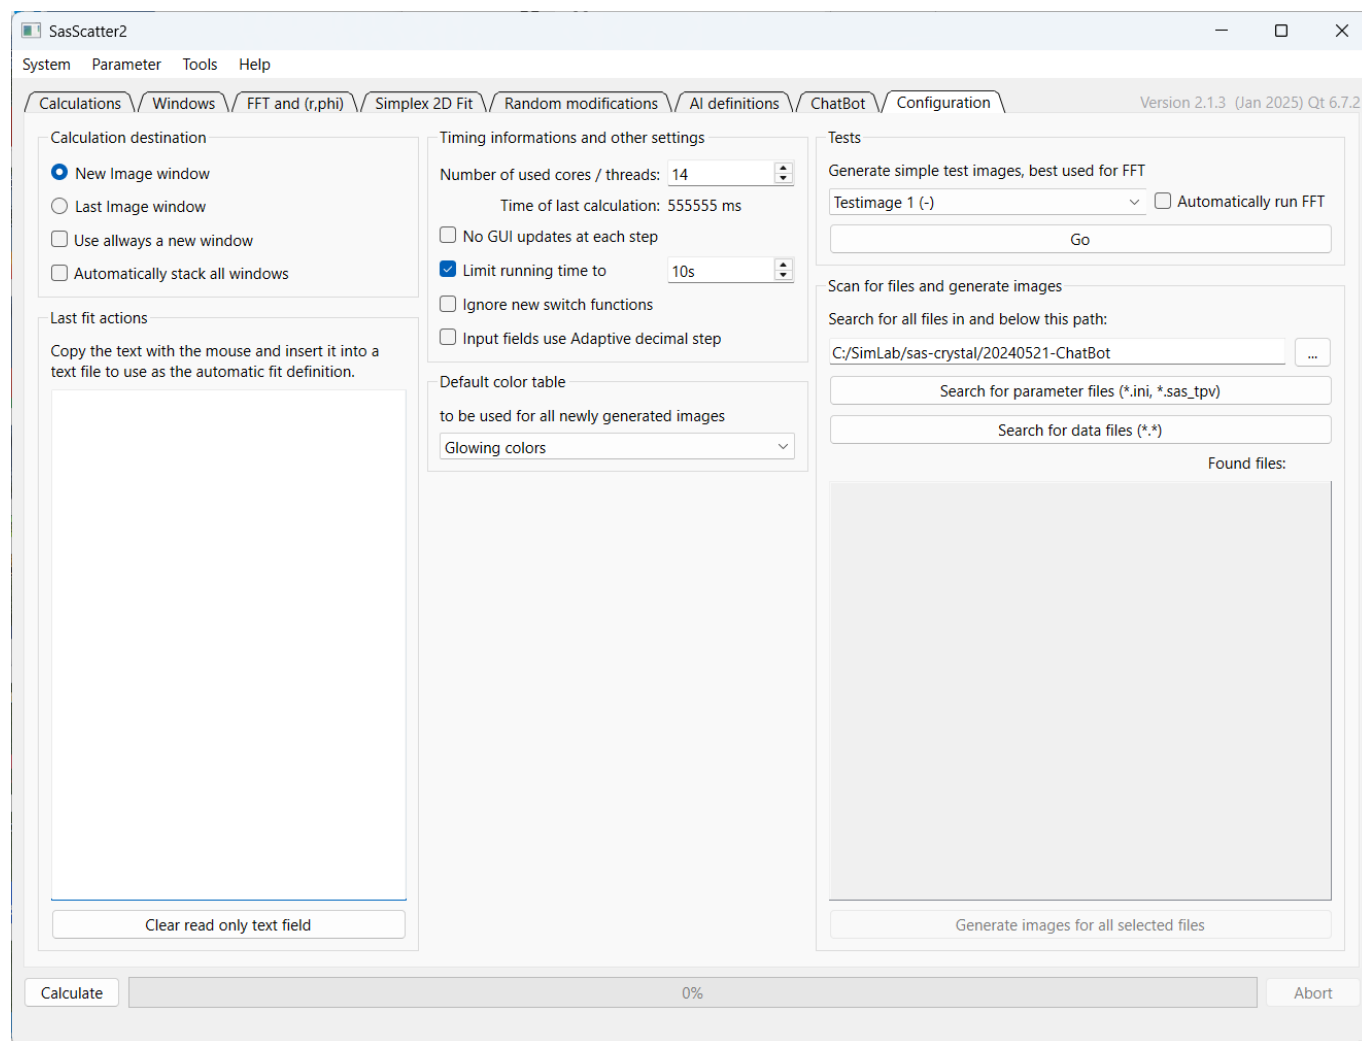 SasScatter2
System Parameter Tools Help
Calculations Windows FFT and (r,phi) Simplex 2D Fit Random modifications AI definitions ChatBot Configuration Version 2.1.3 (Jan 2025) Qt 6.7.2
Calculation destination
New Image window
Last Image window
Use allways a new window
Automatically stack all windows
Last fit actions
Copy the text with the mouse and insert it into a
text file to use as the automatic fit definition.
Clear read only text field
Timing informations and other settings
Number of used cores / threads: 14
Time of last calculation: 555555 ms
No GUI updates at each step
Limit running time to 10s
Ignore new switch functions
Input fields use Adaptive decimal step
Default color table
to be used for all newly generated images
Glowing colors
Tests
Generate simple test images, best used for FFT
Testimage 1 (-) Automatically run FFT
Go
Scan for files and generate images
Search for all files in and below this path:
C:/SimLab/sas-crystal/20240521-ChatBot ...
Search for parameter files (*.ini, *.sas_tpv)
Search for data files (*.*)
Found files:
Generate images for all selected files
Calculate 0% Abort